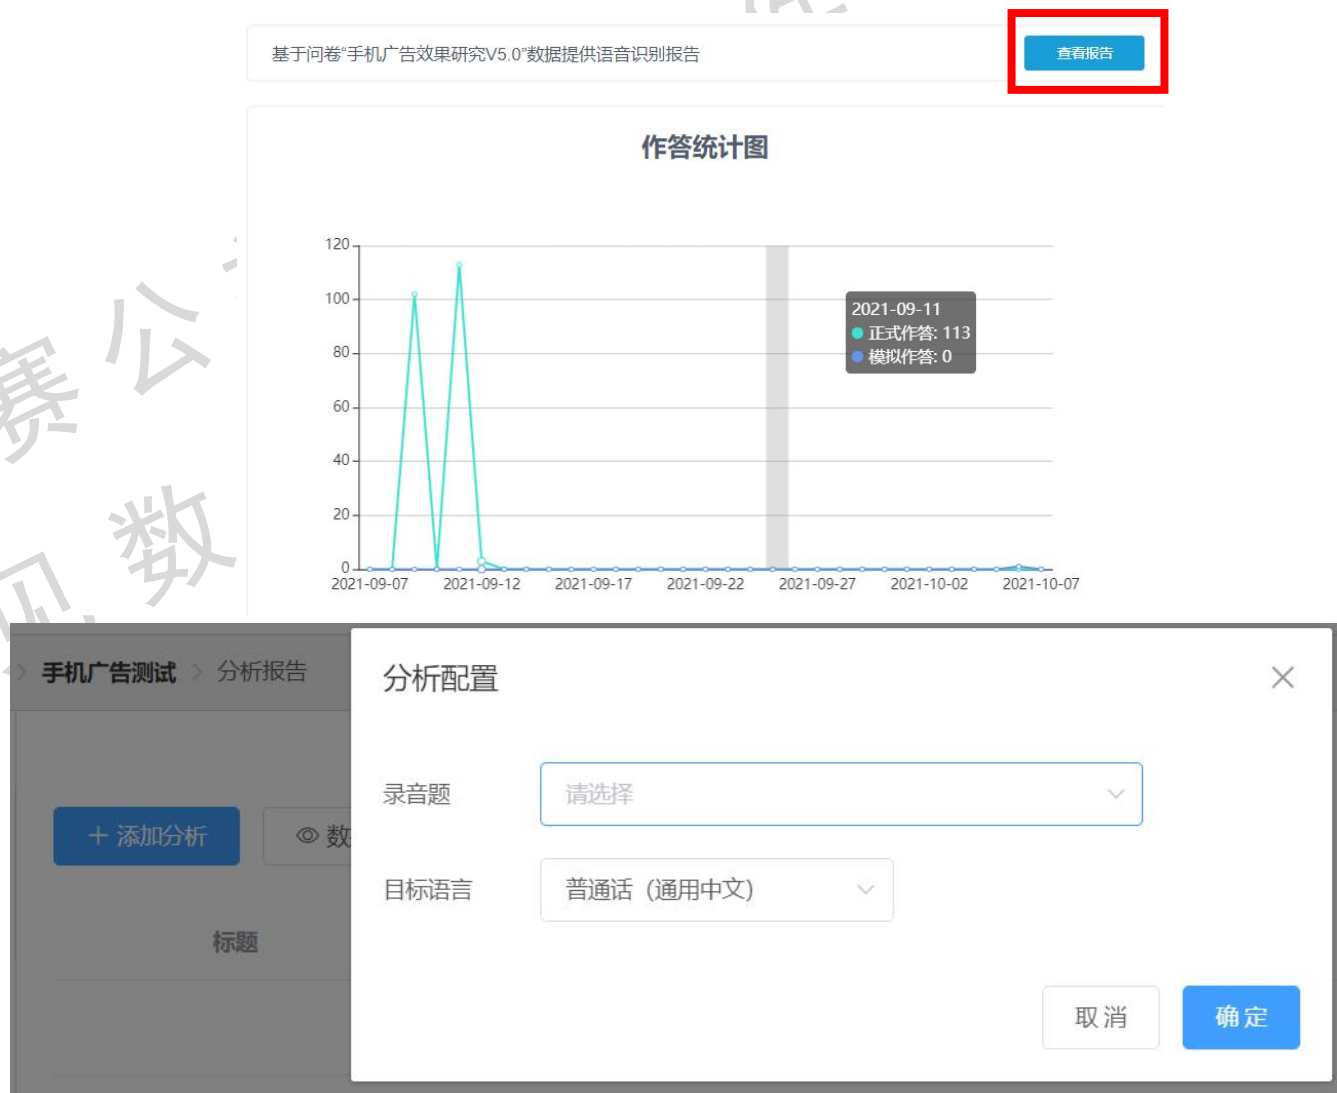 基于问卷“手机广告效果研究V5.0”数据提供语音识别报告
查看报告
作答统计图
120
100
80
60
40
20
0
2021-09-11
正式作答: 113
模拟作答: 0
2021-09-07 2021-09-12 2021-09-17 2021-09-22 2021-09-27 2021-10-02 2021-10-07
赛公
数
手机广告测试 > 分析报告
+ 添加分析
数
标题
分析配置
录音题 请选择
目标语言 普通话（通用中文)
取消 确定